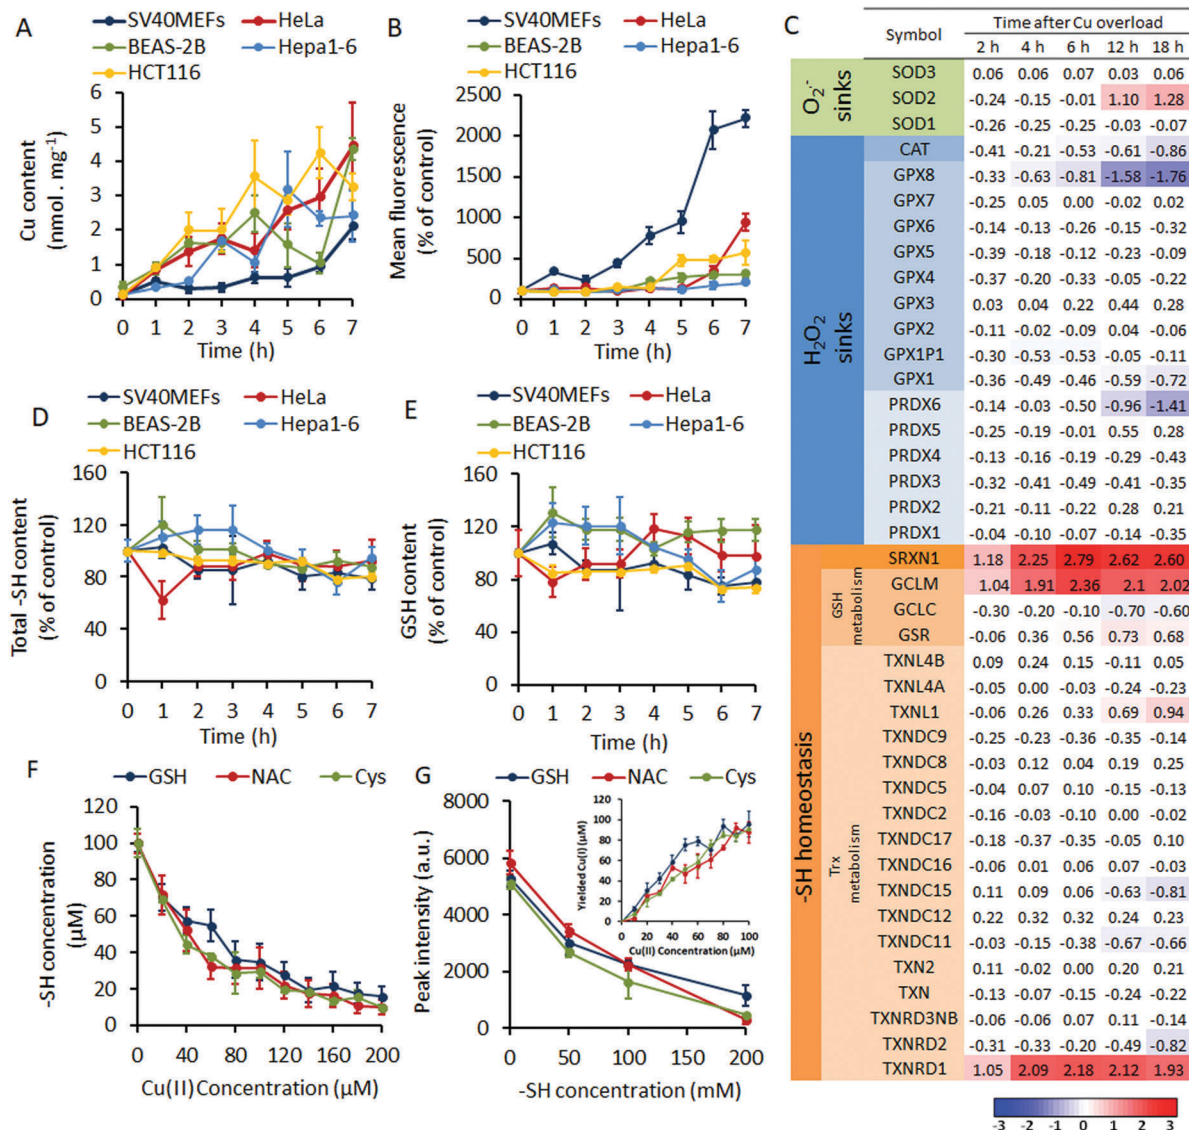 A
SV40MEFs HeLa
BEAS-2B Hepa1-6
HCT116
Cu content
(nmol . mg⁻¹)
6
5
4
3
2
1
0
0 1 2 3 4 5 6 7
Time (h)
B
SV40MEFs HeLa
BEAS-2B Hepa1-6
HCT116
Mean fluorescence
(% of control)
2500
2000
1500
1000
500
0
0 1 2 3 4 5 6 7
Time (h)
C
Symbol Time after Cu overload
2 h 4 h 6 h 12 h 18 h
O₂·⁻ sinks
SOD3 0.06 0.06 0.07 0.03 0.06
SOD2 -0.24 -0.15 -0.01 1.10 1.28
SOD1 -0.26 -0.25 -0.25 -0.03 -0.07
H₂O₂ sinks
CAT -0.41 -0.21 -0.53 -0.61 -0.86
GPX8 -0.33 -0.63 -0.81 -1.58 -1.76
GPX7 -0.25 0.05 0.00 -0.02 0.02
GPX6 -0.14 -0.13 -0.26 -0.15 -0.32
GPX5 -0.39 -0.18 -0.12 -0.23 -0.09
GPX4 -0.37 -0.20 -0.23 -0.07 -0.22
GPX3 0.03 0.04 0.22 0.44 0.28
GPX2 -0.11 -0.02 -0.09 0.04 -0.06
GPX1P1 -0.30 -0.53 -0.53 -0.05 -0.11
GPX1 -0.36 -0.49 -0.46 -0.59 -0.72
PRDX6 -0.14 -0.03 -0.50 -0.96 -1.41
PRDX5 -0.25 -0.19 -0.01 0.55 0.28
PRDX4 -0.13 -0.16 -0.19 -0.29 -0.43
PRDX3 -0.32 -0.41 -0.49 -0.41 -0.35
PRDX2 -0.21 -0.11 -0.22 0.28 0.21
PRDX1 -0.04 -0.10 -0.07 -0.14 -0.35
-SH homeostasis
SRXN1 1.18 2.25 2.79 2.62 2.60
GSH metabolism
GCLM 1.04 1.91 2.36 2.1 2.02
GCLC -0.30 -0.20 -0.10 -0.70 -0.60
GSR -0.06 0.36 0.56 0.73 0.68
Trx metabolism
TXNL4B 0.09 0.24 0.15 -0.11 0.05
TXNL4A -0.05 0.00 -0.03 -0.24 -0.23
TXNL1 -0.06 0.26 0.33 0.69 0.94
TXNDC9 -0.25 -0.23 -0.36 -0.35 -0.14
TXNDC8 -0.03 0.12 0.04 0.19 0.25
TXNDC5 -0.04 0.07 0.10 -0.15 -0.13
TXNDC2 -0.16 -0.03 -0.10 0.00 -0.02
TXNDC17 -0.18 -0.37 -0.35 -0.05 0.10
TXNDC16 -0.06 0.01 0.06 0.07 -0.03
TXNDC15 0.11 0.09 0.06 -0.63 -0.81
TXNDC12 0.22 0.32 0.32 0.24 0.23
TXNDC11 -0.03 -0.15 -0.38 -0.67 -0.66
TXN2 0.11 -0.02 0.00 0.20 0.21
TXN -0.13 -0.07 -0.15 -0.24 -0.22
TXNRD3NB -0.06 -0.06 0.07 0.11 -0.14
TXNRD2 -0.31 -0.33 -0.20 -0.49 -0.82
TXNRD1 1.05 2.09 2.18 2.12 1.93
-3 -2 -1 0 1 2 3
D
SV40MEFs HeLa
BEAS-2B Hepa1-6
HCT116
Total -SH content
(% of control)
160
120
80
40
0
0 1 2 3 4 5 6 7
Time (h)
E
SV40MEFs HeLa
BEAS-2B Hepa1-6
HCT116
GSH content
(% of control)
160
120
80
40
0
0 1 2 3 4 5 6 7
Time (h)
F
GSH NAC Cys
-SH concentration
(µM)
120
100
80
60
40
20
0
0 40 80 120 160 200
Cu(II) Concentration (µM)
G
GSH NAC Cys
Peak intensity (a.u.)
8000
6000
4000
2000
0
0 50 100 150 200
-SH concentration (mM)
Yielded Cu(I) (µM)
120
100
80
60
40
20
0
0 20 40 60 80 100
Cu(II) Concentration (µM)